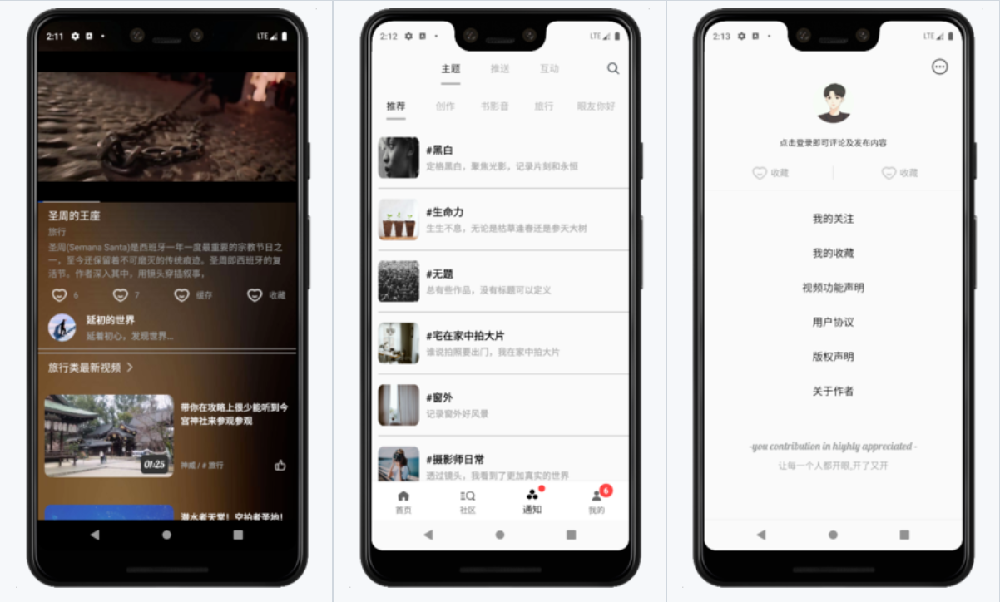 2:11
LTE
圣周的王座
旅行
圣周(Semana Santa)是西班牙一年一度最重要的宗教节日之
一，至今还保留着不可磨灭的传统痕迹。圣周即西班牙的复
活节。作者深入其中，用镜头穿插叙事，
6
7
缓存
收藏
延初的世界
延着初心，发现世界...
旅行类最新视频
带你在攻略上很少能听到今
宫神社来参观参观
01:25
神威 / # 旅行
潜水者天堂！空拍者圣地！
2:12
LTE
主题 推送 互动
推荐 创作 书影音 旅行 眼友你好
#黑白
定格黑白，聚焦光影，记录片刻和永恒
#生命力
生生不息，无论是枯草逢春还是参天大树
#无题
总有些作品，没有标题可以定义
#宅在家中拍大片
谁说拍照要出门，我在家中拍大片
#窗外
记录窗外好风景
#摄影师日常
透过镜头，我看到了更加真实的世界
6
首页 社区 通知 我的
2:13
LTE
点击登录即可评论及发布内容
收藏 收藏
我的关注
我的收藏
视频功能声明
用户协议
版权声明
关于作者
-you contribution in highly appreciated -
让每一个人都开眼,开了又开